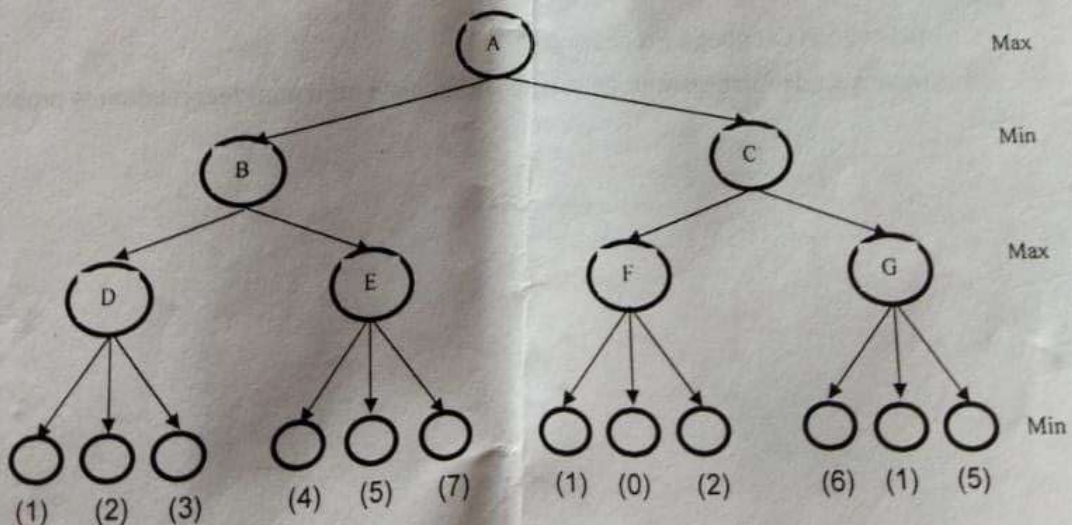 A Max
B C Min
D E F G Max
Min
(1) (2) (3) (4) (5) (7) (1) (0) (2) (6) (1) (5)